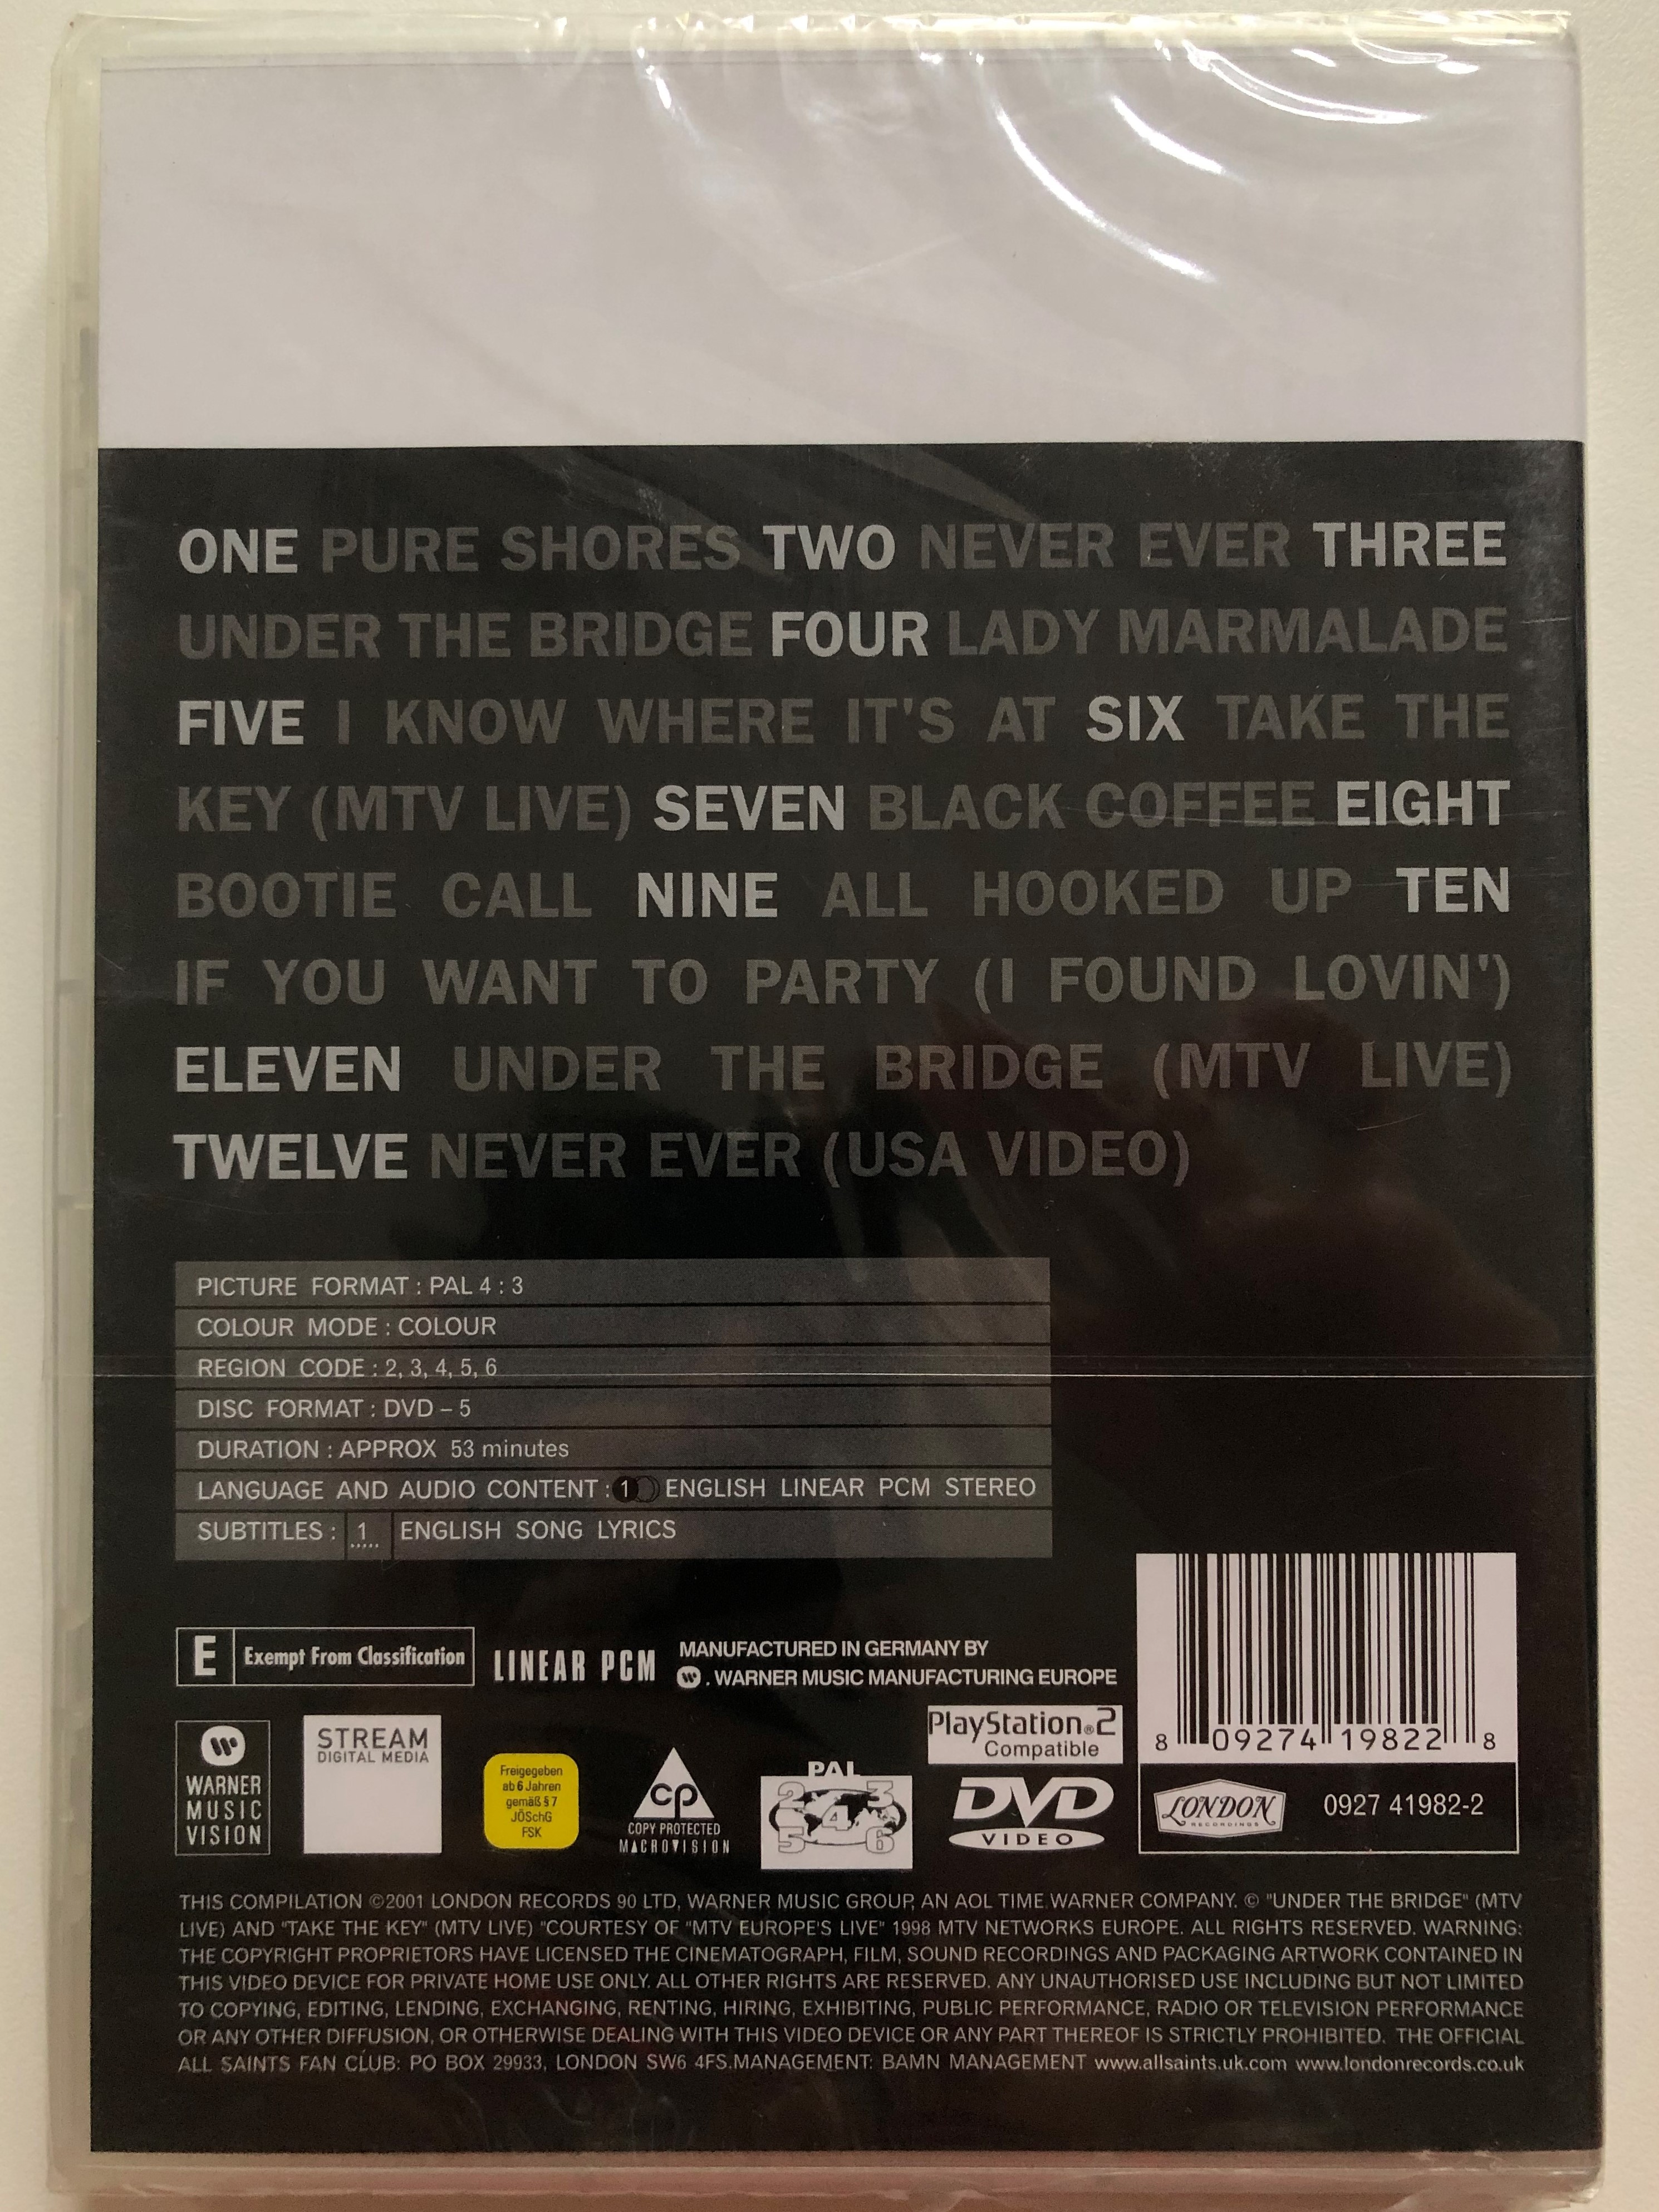 ONE PURE SHORES TWO NEVER EVER THREE
UNDER THE BRIDGE FOUR LADY MARMALADE
FIVE I KNOW WHERE IT'S AT SIX TAKE THE
KEY (MTV LIVE) SEVEN BLACK COFFEE EIGHT
BOOTIE CALL NINE ALL HOOKED UP TEN
IF YOU WANT TO PARTY (I FOUND LOVIN')
ELEVEN UNDER THE BRIDGE (MTV LIVE)
TWELVE NEVER EVER (USA VIDEO)
PICTURE FORMAT : PAL 4 : 3
COLOUR MODE : COLOUR
REGION CODE : 2, 3, 4, 5, 6
DISC FORMAT : DVD – 5
DURATION : APPROX 53 minutes
LANGUAGE AND AUDIO CONTENT : 1 ENGLISH LINEAR PCM STEREO
SUBTITLES : 1 ENGLISH SONG LYRICS
E Exempt From Classification
LINEAR PCM
MANUFACTURED IN GERMANY BY
W . WARNER MUSIC MANUFACTURING EUROPE
WARNER
MUSIC
VISION
STREAM
DIGITAL MEDIA
Freigegeben
ab 6 Jahren
gemäß § 7
JÖSchG
FSK
CP
COPY PROTECTED
MACROVISION
PAL
2 3
4
5 6
PlayStation®2
Compatible
DVD
VIDEO
8 09274 19822 8
LONDON
RECORDINGS
0927 41982-2
THIS COMPILATION ©2001 LONDON RECORDS 90 LTD, WARNER MUSIC GROUP, AN AOL TIME WARNER COMPANY. © "UNDER THE BRIDGE" (MTV
LIVE) AND "TAKE THE KEY" (MTV LIVE) "COURTESY OF "MTV EUROPE'S LIVE" 1998 MTV NETWORKS EUROPE. ALL RIGHTS RESERVED. WARNING:
THE COPYRIGHT PROPRIETORS HAVE LICENSED THE CINEMATOGRAPH, FILM, SOUND RECORDINGS AND PACKAGING ARTWORK CONTAINED IN
THIS VIDEO DEVICE FOR PRIVATE HOME USE ONLY. ALL OTHER RIGHTS ARE RESERVED. ANY UNAUTHORISED USE INCLUDING BUT NOT LIMITED
TO COPYING, EDITING, LENDING, EXCHANGING, RENTING, HIRING, EXHIBITING, PUBLIC PERFORMANCE, RADIO OR TELEVISION PERFORMANCE
OR ANY OTHER DIFFUSION, OR OTHERWISE DEALING WITH THIS VIDEO DEVICE OR ANY PART THEREOF IS STRICTLY PROHIBITED. THE OFFICIAL
ALL SAINTS FAN CLUB: PO BOX 29933, LONDON SW6 4FS.MANAGEMENT: BAMN MANAGEMENT www.allsaints.uk.com www.londonrecords.co.uk